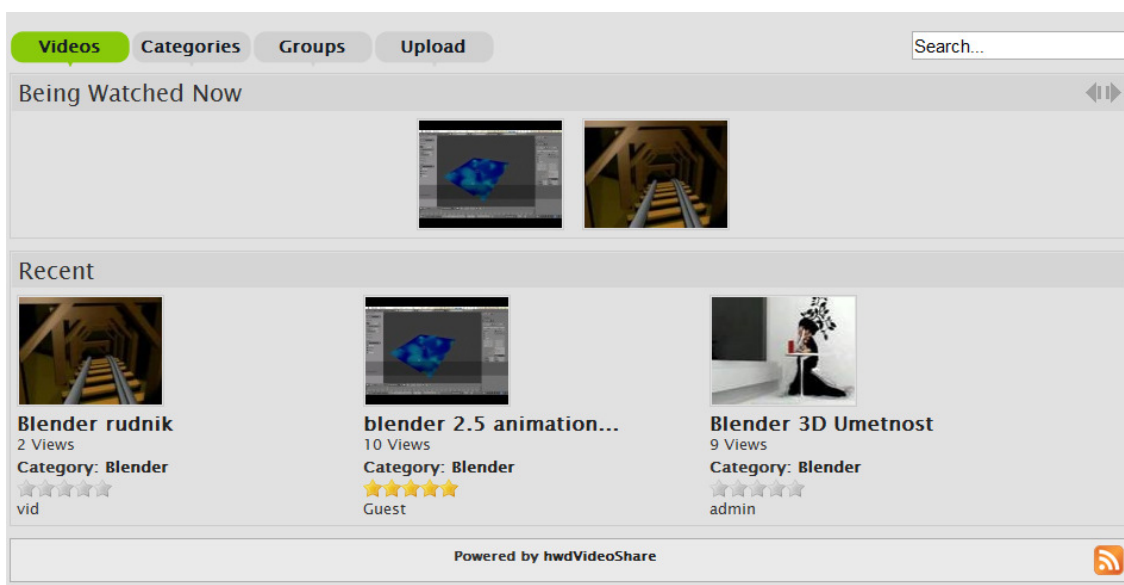 Videos Categories Groups Upload Search...
Being Watched Now
Recent
Blender rudnik
2 Views
Category: Blender
vid
blender 2.5 animation...
10 Views
Category: Blender
Guest
Blender 3D Umetnost
9 Views
Category: Blender
admin
Powered by hwdVideoShare